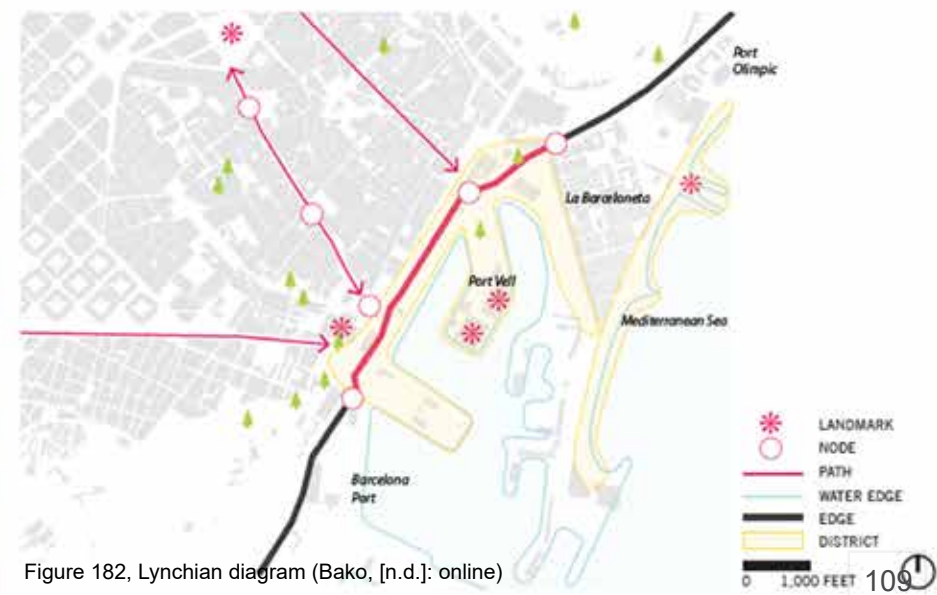 Port
Olimpic
La Barceloneta
Port Vell
Mediterranean Sea
Barcelona
Port
LANDMARK
NODE
PATH
WATER EDGE
EDGE
DISTRICT
0 1,000 FEET
109
Figure 182, Lynchian diagram (Bako, [n.d.]: online)